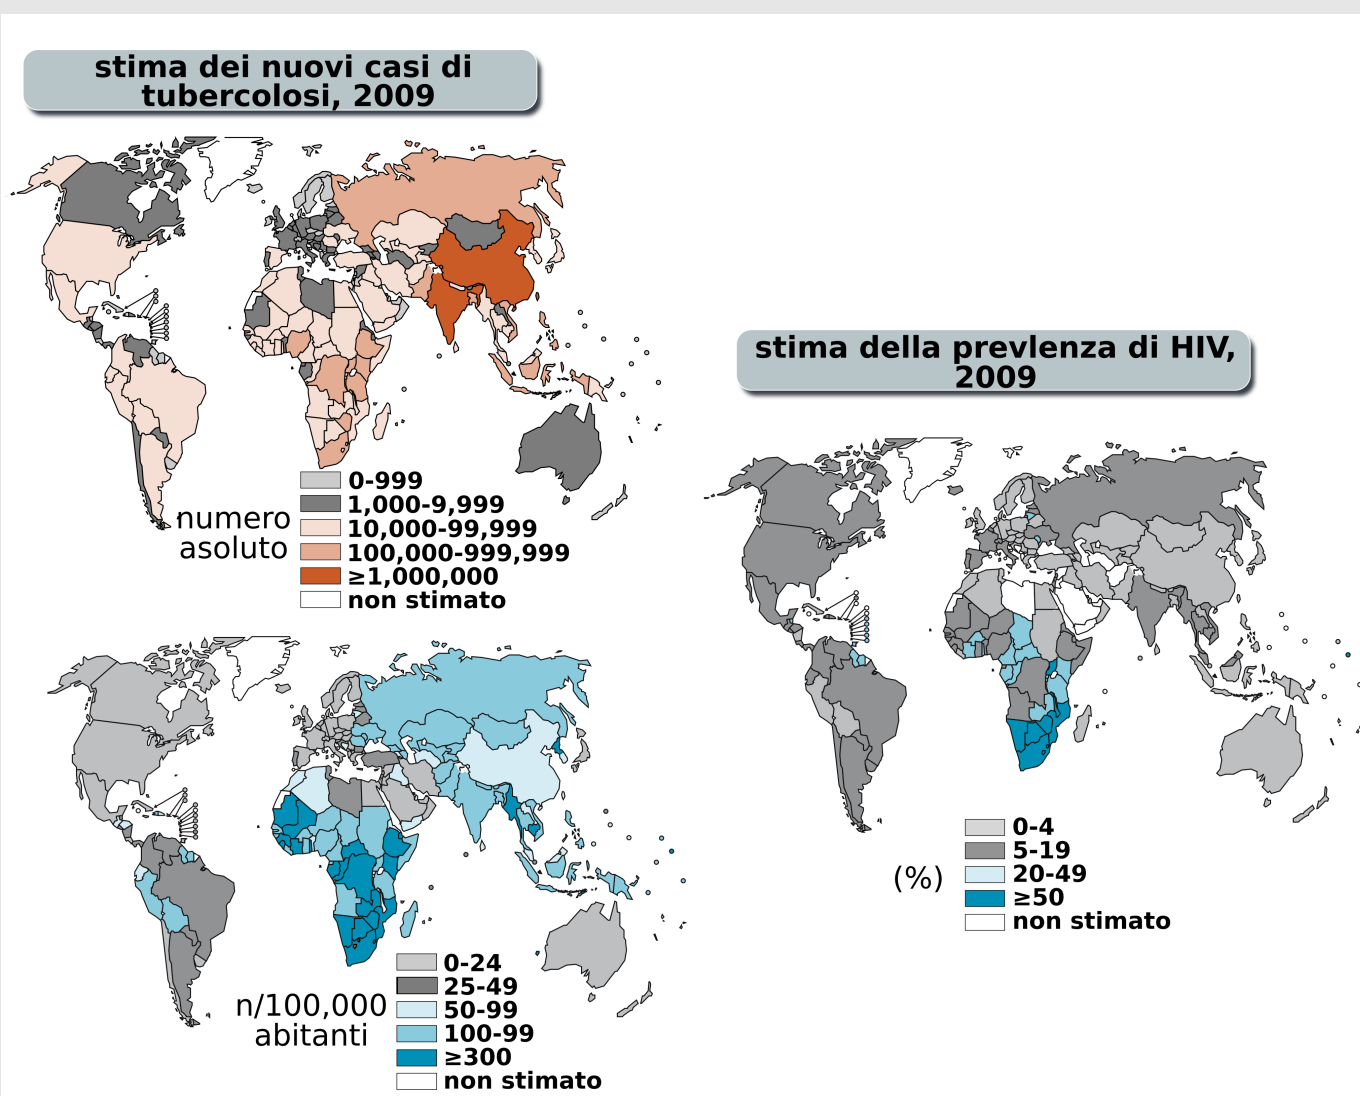 stima dei nuovi casi di
tubercolosi, 2009
numero
asoluto
0-999
1,000-9,999
10,000-99,999
100,000-999,999
≥1,000,000
non stimato
n/100,000
abitanti
0-24
25-49
50-99
100-99
≥300
non stimato
stima della prevlenza di HIV,
2009
(%)
0-4
5-19
20-49
≥50
non stimato